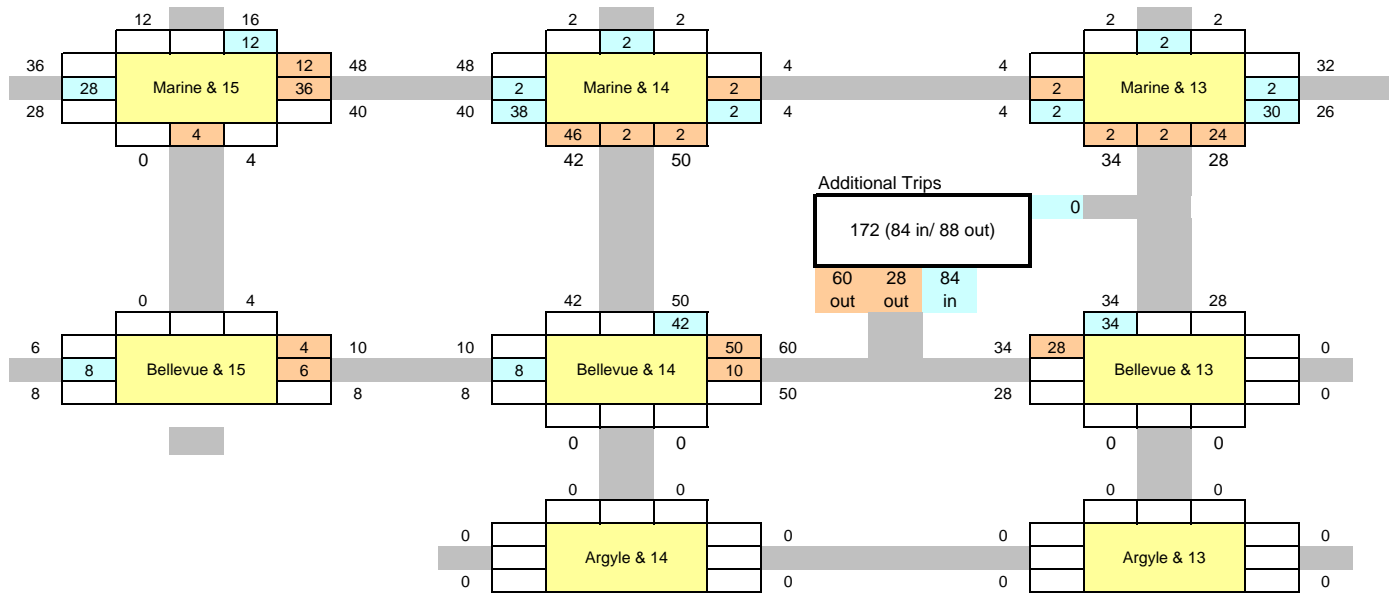 12 16 2 2 2 2
12 2 2
36 12 48 48 4 4 32
28 Marine & 15 36 2 Marine & 14 2 2 Marine & 13 2
28 40 40 38 2 4 4 2 30 26
4 46 2 2 2 2 24
0 4 42 50 34 28
Additional Trips
0
172 (84 in/ 88 out)
60 28 84
out out in
0 4 42 50 34 28
42 34
6 4 10 10 50 60 34 28 0
8 Bellevue & 15 6 8 Bellevue & 14 10 Bellevue & 13
8 8 8 50 28 0
0 0 0 0
0 0 0 0
0 0 0 0
Argyle & 14 Argyle & 13
0 0 0 0